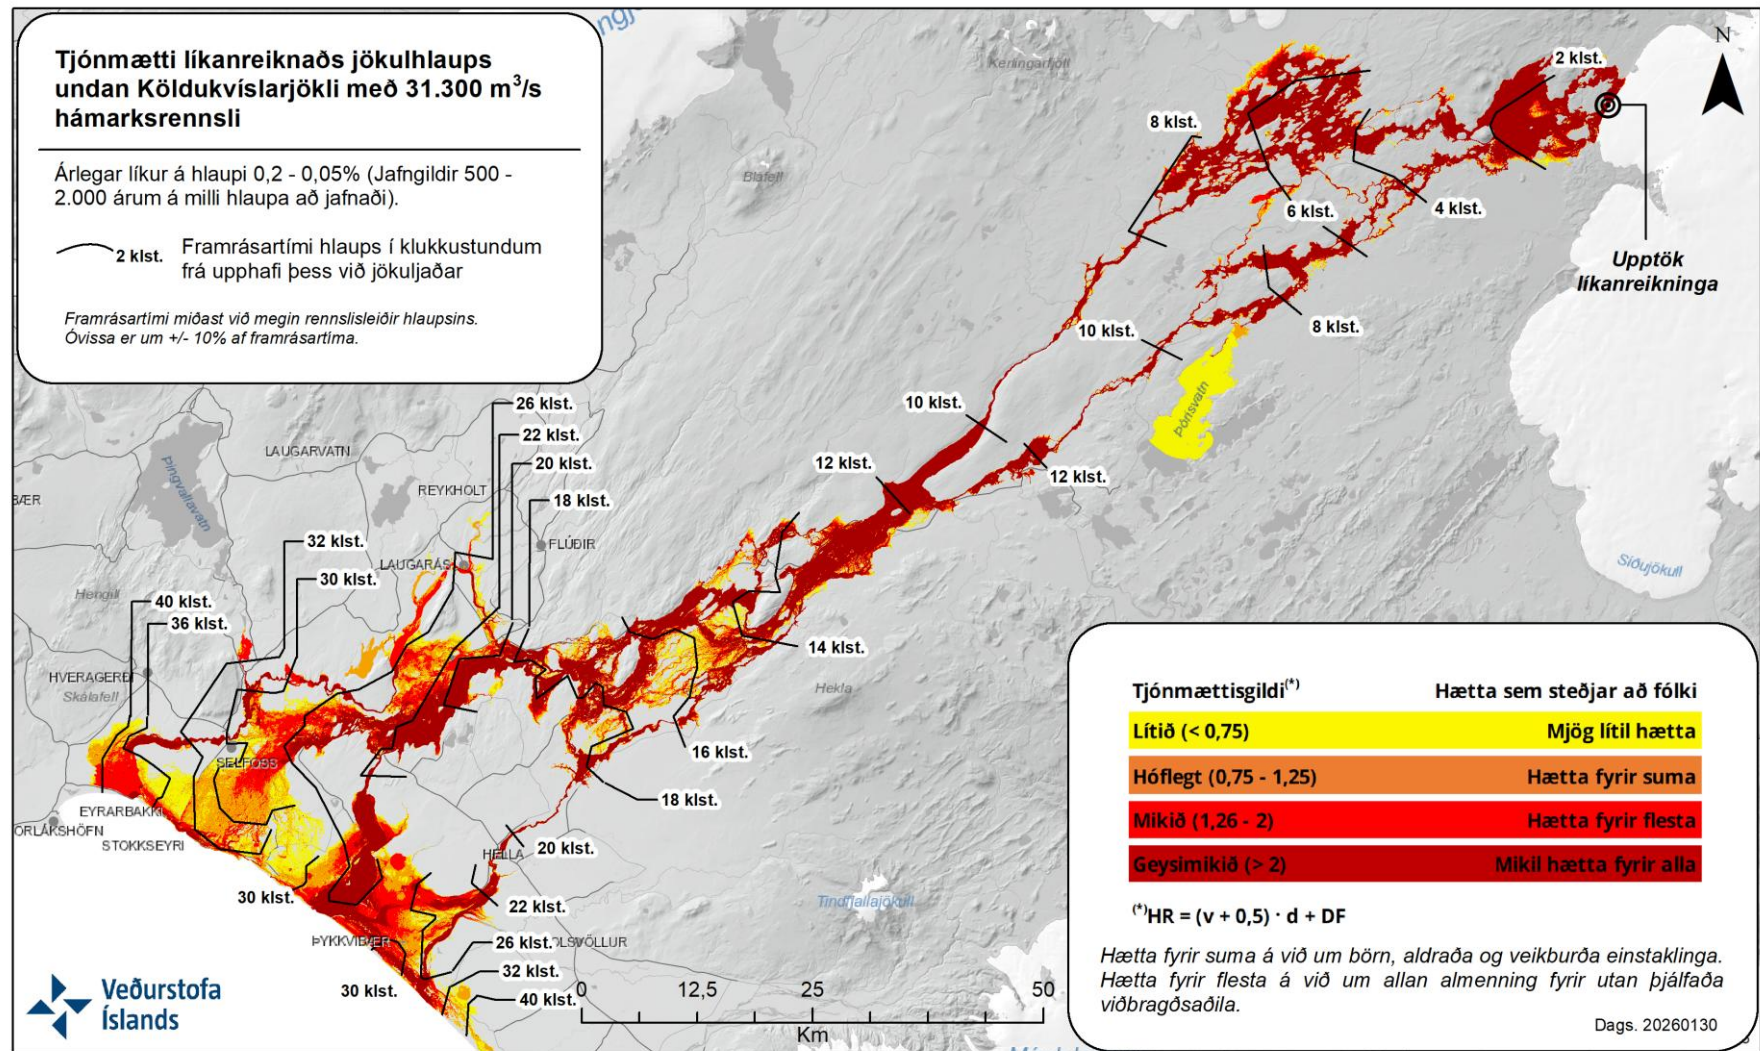 Tjónmætti líkanreiknaðs jökulhlaups
undan Köldukvíslarjökli með 31.300 m³/s
hámarksrennsli
Árlegar líkur á hlaupi 0,2 - 0,05% (Jafngildir 500 -
2.000 árum á milli hlaupa að jafnaði).
2 klst.
Framrásartími hlaups í klukkustundum
frá upphafi þess við jökuljaðar
Framrásartími miðast við megin rennslisleiðir hlaupsins.
Óvissa er um +/- 10% af framrásartíma.
Kerlingarfjöll
N
2 klst.
8 klst.
Bláfell
6 klst.
4 klst.
Upptök
líkanreikninga
10 klst.
8 klst.
Þórisvatn
26 klst.
10 klst.
22 klst.
LAUGARVATN
20 klst.
12 klst.
12 klst.
Þingvallavatn
REYKHOLT
18 klst.
BÆR
32 klst.
FLÚÐIR
LAUGARÁS
30 klst.
Síðujökull
Hengill
40 klst.
36 klst.
14 klst.
HVERAGERÐI
Skálafell
Hekla
16 klst.
SELFOSS
18 klst.
EYRARBAKKI
ORLÁKSHÖFN
STOKKSEYRI
20 klst.
HELLA
30 klst.
22 klst.
Tindfjallajökull
ÞYKKVIBÆR
26 klst.
OLSVÖLLUR
32 klst.
30 klst.
40 klst.
Veðurstofa
Íslands
0 12,5 25 50
Km
Tjónmættisgildi(*) Hætta sem steðjar að fólki
Lítið (< 0,75) Mjög lítil hætta
Hóflegt (0,75 - 1,25) Hætta fyrir suma
Mikið (1,26 - 2) Hætta fyrir flesta
Geysimikið (> 2) Mikil hætta fyrir alla
(*)HR = (v + 0,5) · d + DF
Hætta fyrir suma á við um börn, aldraða og veikburða einstaklinga.
Hætta fyrir flesta á við um allan almenning fyrir utan þjálfaða
viðbragðsaðila.
Dags. 20260130